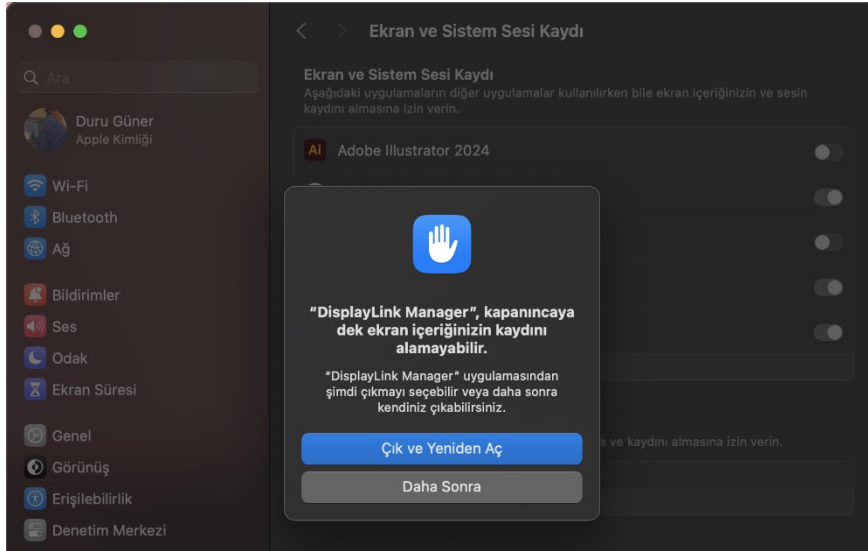 Ekran ve Sistem Sesi Kaydı
Ara
Duru Güner
Apple Kimliği
Wi-Fi
Bluetooth
Ağ
Bildirimler
Ses
Odak
Ekran Süresi
Genel
Görünüş
Erişilebilirlik
Denetim Merkezi
Ekran ve Sistem Sesi Kaydı
Aşağıdaki uygulamaların diğer uygulamalar kullanılırken bile ekran içeriğinizin ve sesin
kaydını almasına izin verin.
Ai Adobe Illustrator 2024
"DisplayLink Manager", kapanıncaya
dek ekran içeriğinizin kaydını
alamayabilir.
"DisplayLink Manager" uygulamasından
şimdi çıkmayı seçebilir veya daha sonra
kendiniz çıkabilirsiniz.
Çık ve Yeniden Aç
Daha Sonra
ve kaydını almasına izin verin.